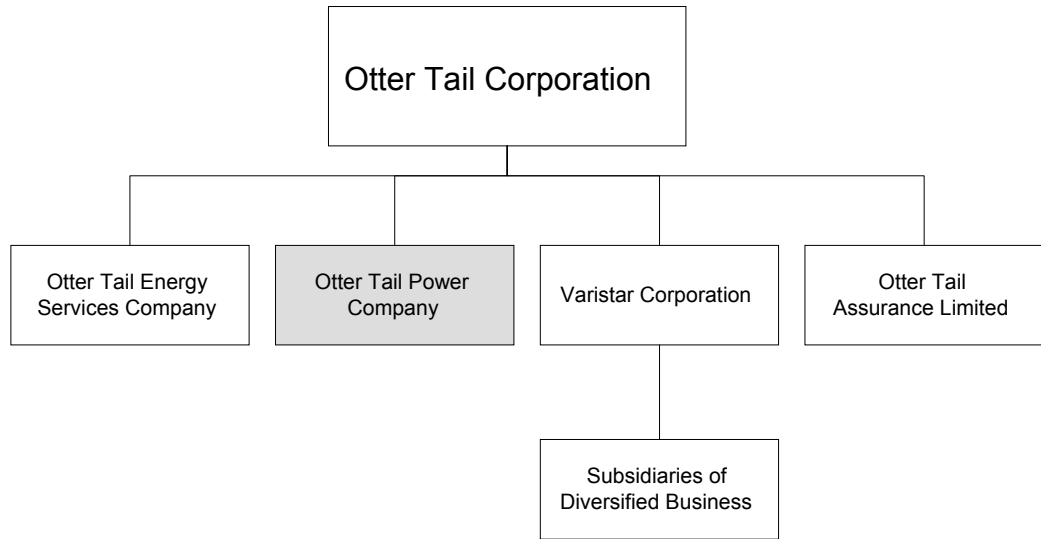 Otter Tail Corporation
Otter Tail Energy
Services Company
Otter Tail Power
Company
Varistar Corporation
Otter Tail
Assurance Limited
Subsidiaries of
Diversified Business